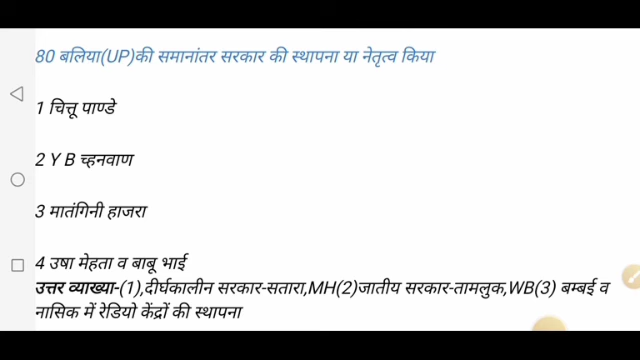 80 बलिया(UP)की समानांतर सरकार की स्थापना या नेतृत्व किया
1 चित्तू पाण्डे
2 Y B च्हनवाण
3 मातंगिनी हाजरा
4 उषा मेहता व बाबू भाई
उत्तर व्याख्या-(1),दीर्घकालीन सरकार-सतारा,MH(2)जातीय सरकार-तामलुक,WB(3) बम्बई व
नासिक में रेडियो केंद्रों की स्थापना